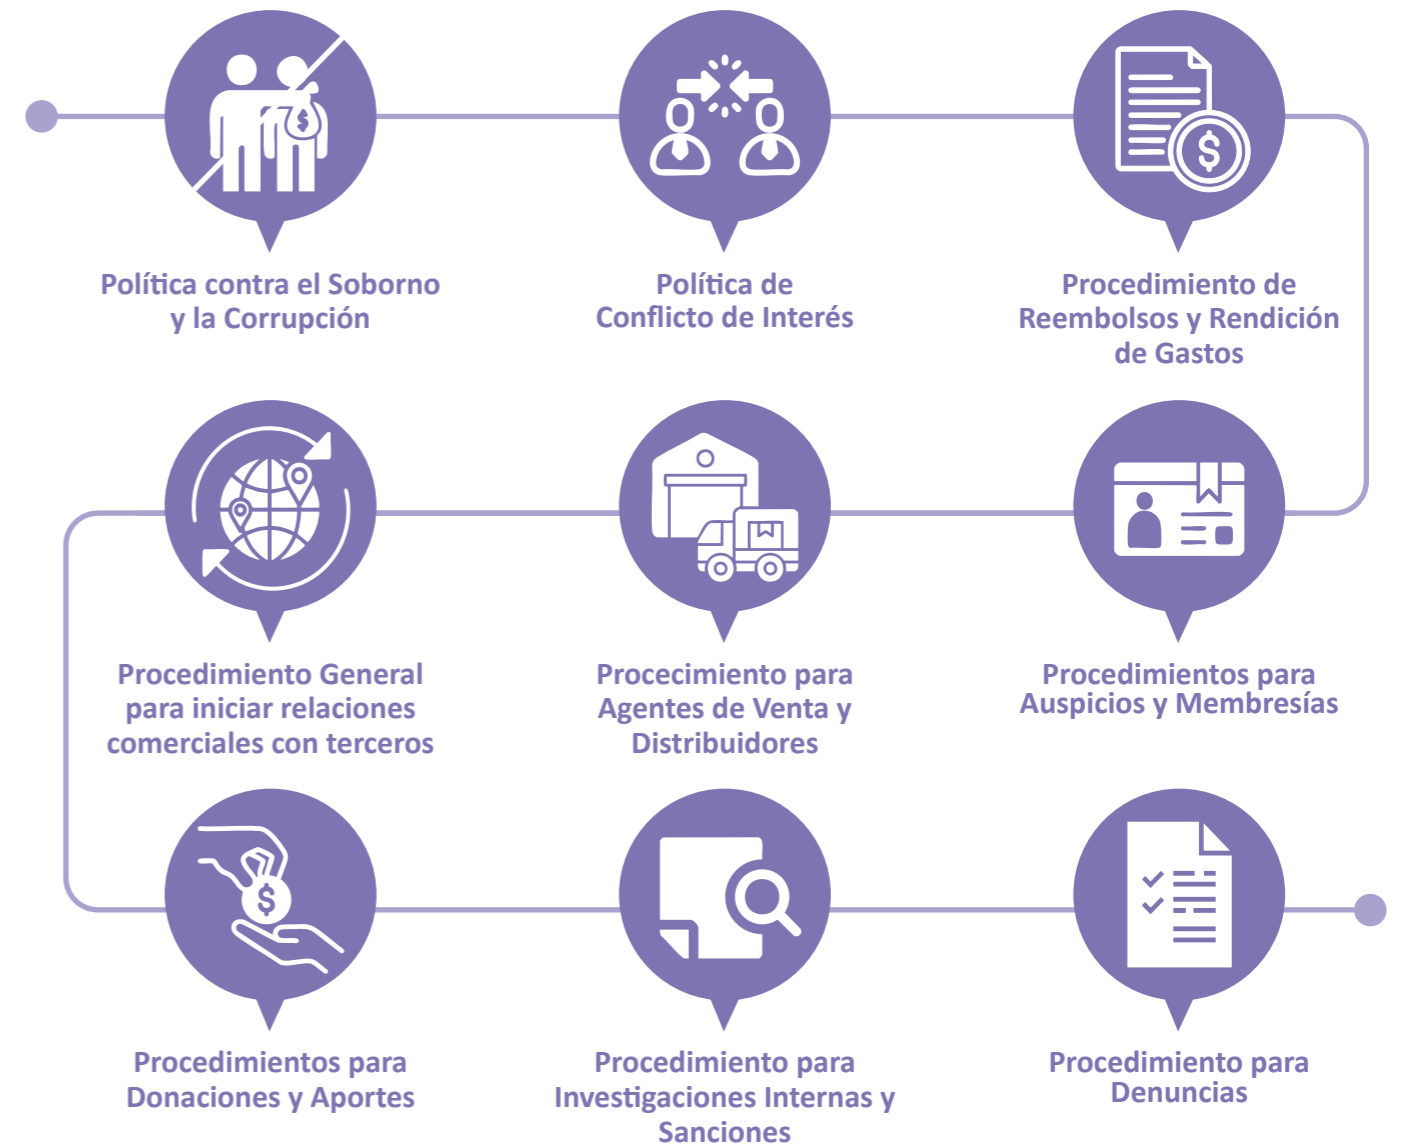 Política contra el Soborno
y la Corrupción
Política de
Conflicto de Interés
Procedimiento de
Reembolsos y Rendición
de Gastos
Procedimiento General
para iniciar relaciones
comerciales con terceros
Procecimiento para
Agentes de Venta y
Distribuidores
Procedimientos para
Auspicios y Membresías
Procedimientos para
Donaciones y Aportes
Procedimiento para
Investigaciones Internas y
Sanciones
Procedimiento para
Denuncias